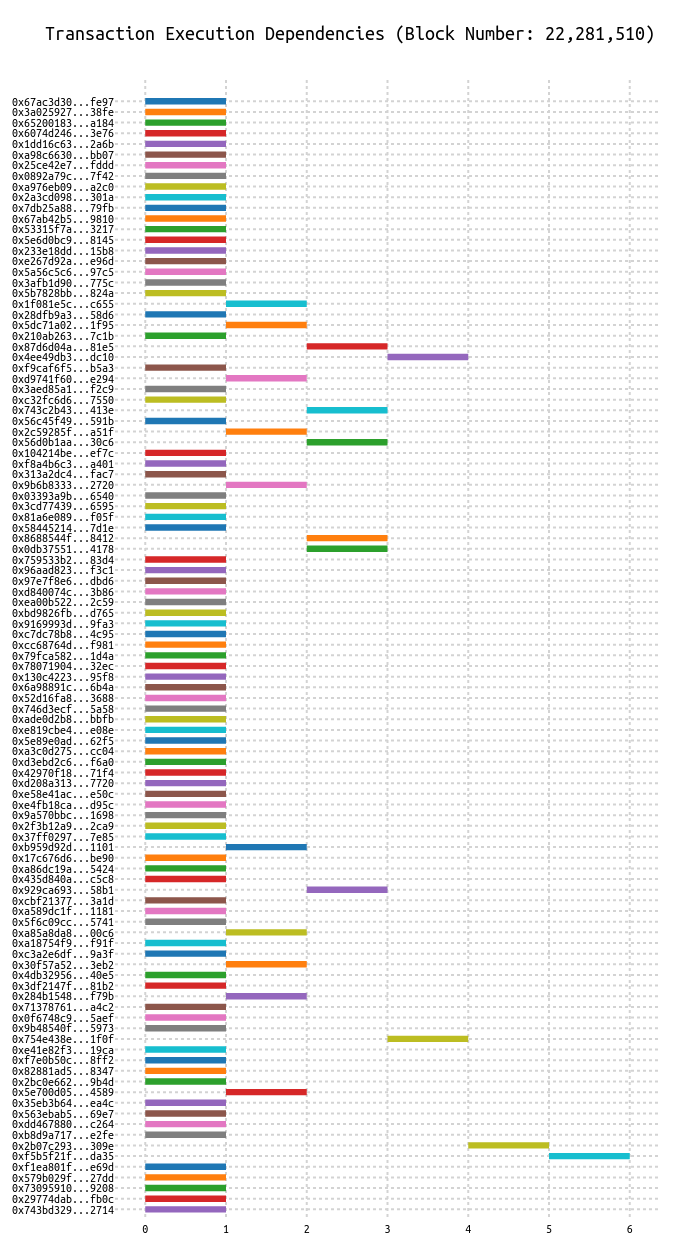 Transaction Execution Dependencies (Block Number: 22,281,510)
0x67ac3d30...fe97
0x3a025927...38fe
0x65200183...a184
0x6074d246...3e76
0x1dd16c63...2a6b
0xa98c6630...bb07
0x25ce42e7...fddd
0x0892a79c...7f42
0xa976eb09...a2c0
0x2a3cd098...301a
0x7db25a88...79fb
0x67ab42b5...9810
0x53315f7a...3217
0x5e6d0bc9...8145
0x233e18dd...15b8
0xe267d92a...e96d
0x5a56c5c6...97c5
0x3afb1d90...775c
0x5b7828bb...824a
0x1f081e5c...c655
0x28dfb9a3...58d6
0x5dc71a02...1f95
0x210ab263...7c1b
0x87d6d04a...81e5
0x4ee49db3...dc10
0xf9caf6f5...b5a3
0xd9741f60...e294
0x3aed85a1...f2c9
0xc32fc6d6...7550
0x743c2b43...413e
0x56c45f49...591b
0x2c59285f...a51f
0x56d0b1aa...30c6
0x104214be...ef7c
0xf8a4b6c3...a401
0x313a2dc4...fac7
0x9b6b8333...2720
0x03393a9b...6540
0x3cd77439...6595
0x81a6e089...f05f
0x58445214...7d1e
0x8688544f...8412
0x0db37551...4178
0x759533b2...83d4
0x96aad823...f3c1
0x97e7f8e6...dbd6
0xd840074c...3b86
0xea00b522...2c59
0xbd9826fb...d765
0x9169993d...9fa3
0xc7dc78b8...4c95
0xcc68764d...f981
0x79fca582...1d4a
0x78071904...32ec
0x130c4223...95f8
0x6a98891c...6b4a
0x52d16fa8...3688
0x746d3ecf...5a58
0xade0d2b8...bbfb
0xe819cbe4...e08e
0x5e89e0ad...62f5
0xa3c0d275...cc04
0xd3ebd2c6...f6a0
0x42970f18...71f4
0xd208a313...7720
0xe58e41ac...e50c
0xe4fb18ca...d95c
0x9a570bbc...1698
0x2f3b12a9...2ca9
0x37ff0297...7e85
0xb959d92d...1101
0x17c676d6...be90
0xa86dc19a...5424
0x435d840a...c5c8
0x929ca693...58b1
0xcbf21377...3a1d
0xa589dc1f...1181
0x5f6c09cc...5741
0xa85a8da8...00c6
0xa18754f9...f91f
0xc3a2e6df...9a3f
0x30f57a52...3eb2
0x4db32956...40e5
0x3df2147f...81b2
0x284b1548...f79b
0x71378761...a4c2
0x0f6748c9...5aef
0x9b48540f...5973
0x754e438e...1f0f
0xe41e82f3...19ca
0xf7e0b50c...8ff2
0x82881ad5...8347
0x2bc0e662...9b4d
0x5e700d05...4589
0x35eb3b64...ea4c
0x563ebab5...69e7
0xdd467880...c264
0xb8d9a717...e2fe
0x2b07c293...309e
0xf5b5f21f...da35
0xf1ea801f...e69d
0x579b029f...27dd
0x73095910...9208
0x29774dab...fb0c
0x743bd329...2714
0 1 2 3 4 5 6